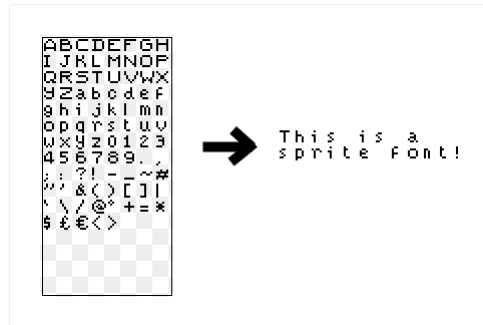 ABCDEFGH
IJKLMNOP
QRSTUVWX
YZabcdef
ghijklmn
opqrstuv
wxyz0123
456789.,
;:?!-_~#
"'&()[]|
`\/@°+=*
$£€<>
This is a
sprite font!